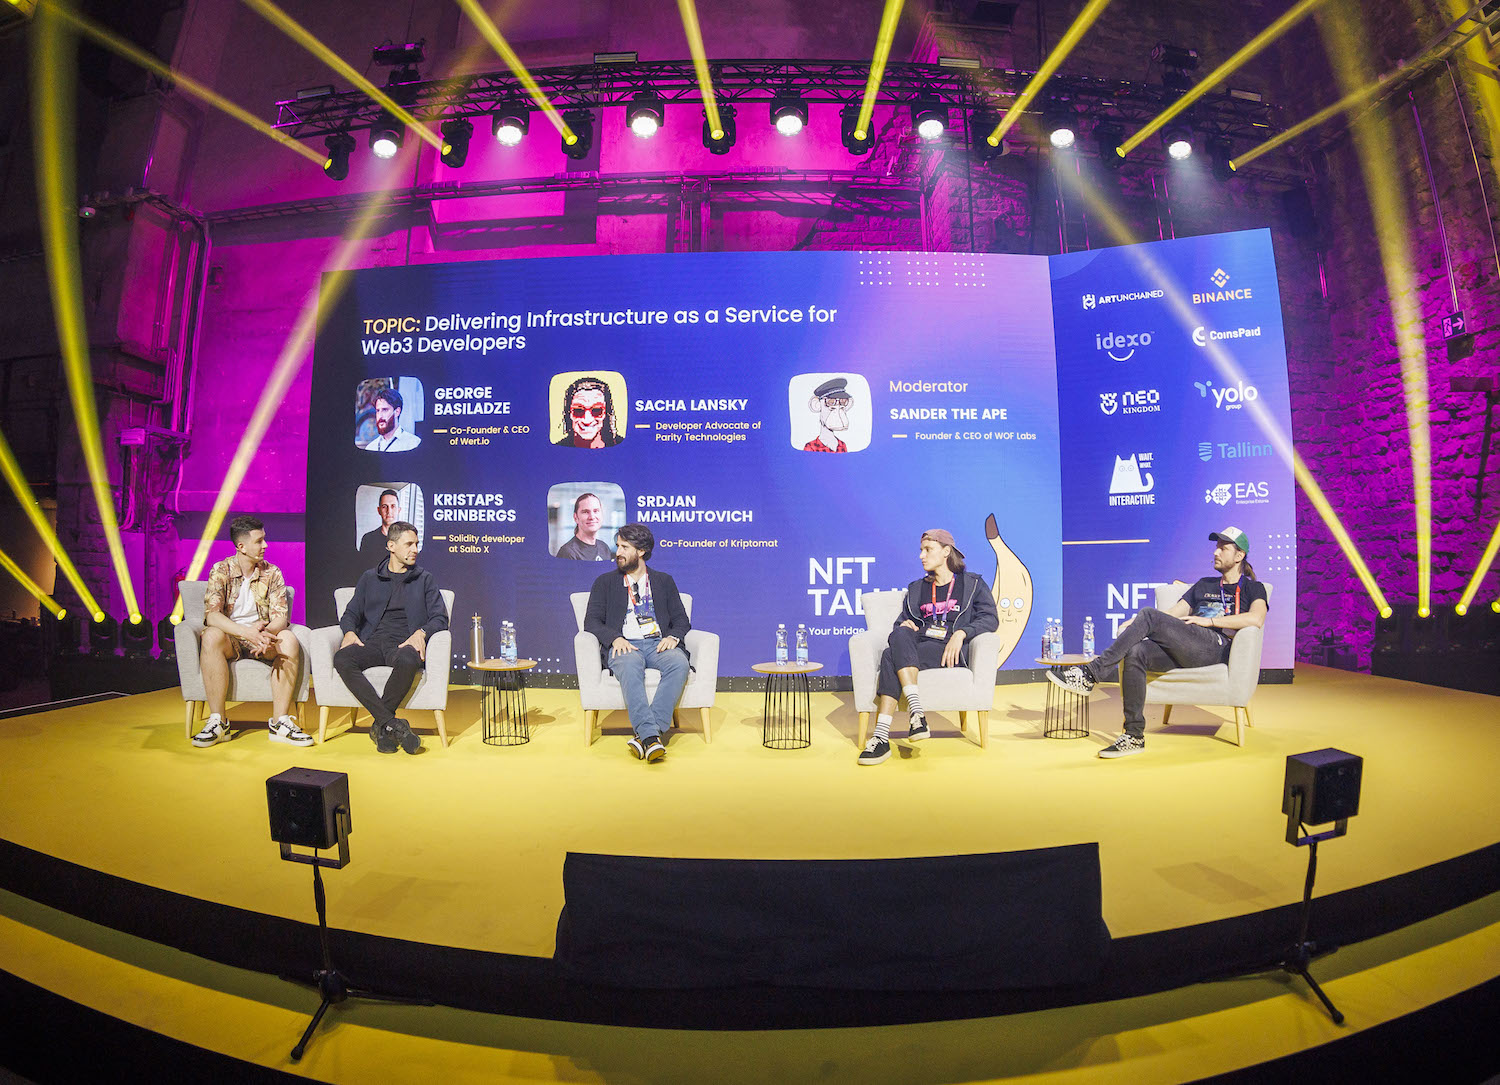 TOPIC: Delivering Infrastructure as a Service for
Web3 Developers
GEORGE
BASILADZE
Co-Founder & CEO
of Wert.io
SACHA LANSKY
Developer Advocate of
Parity Technologies
Moderator
SANDER THE APE
Founder & CEO of WOF Labs
KRISTAPS
GRINBERGS
Solidity developer
at Salto X
SRDJAN
MAHMUTOVICH
Co-Founder of Kriptomat
NFT
TAL
Your bridge
ARTUNCHAINED
BINANCE
idexo
CoinsPaid
NEO
KINGDOM
yolo
group
WAIT.
WHAT.
INTERACTIVE
Tallinn
EAS
Enterprise Estonia
NFT